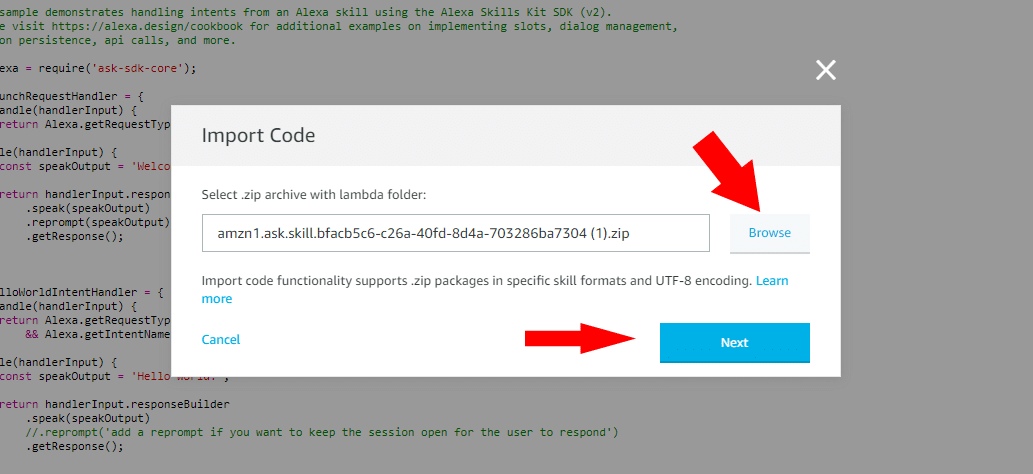 sample demonstrates handling intents from an Alexa skill using the Alexa Skills Kit SDK (v2).
e visit https://alexa.design/cookbook for additional examples on implementing slots, dialog management,
on persistence, api calls, and more.
exa = require('ask-sdk-core');
unchRequestHandler = {
andle(handlerInput) {
return Alexa.getRequestTyp
Import Code
le(handlerInput) {
const speakOutput = 'Welco
Select .zip archive with lambda folder:
return handlerInput.respon
.speak(speakOutput)
.reprompt(speakOutput)
.getResponse();
amzn1.ask.skill.bfacb5c6-c26a-40fd-8d4a-703286ba7304 (1).zip
Browse
Import code functionality supports .zip packages in specific skill formats and UTF-8 encoding. Learn
more
lloWorldIntentHandler = {
andle(handlerInput) {
return Alexa.getRequestTyp
&& Alexa.getIntentName
Cancel
Next
le(handlerInput) {
const speakOutput = 'Hello World!';
return handlerInput.responseBuilder
.speak(speakOutput)
//.reprompt('add a reprompt if you want to keep the session open for the user to respond')
.getResponse();